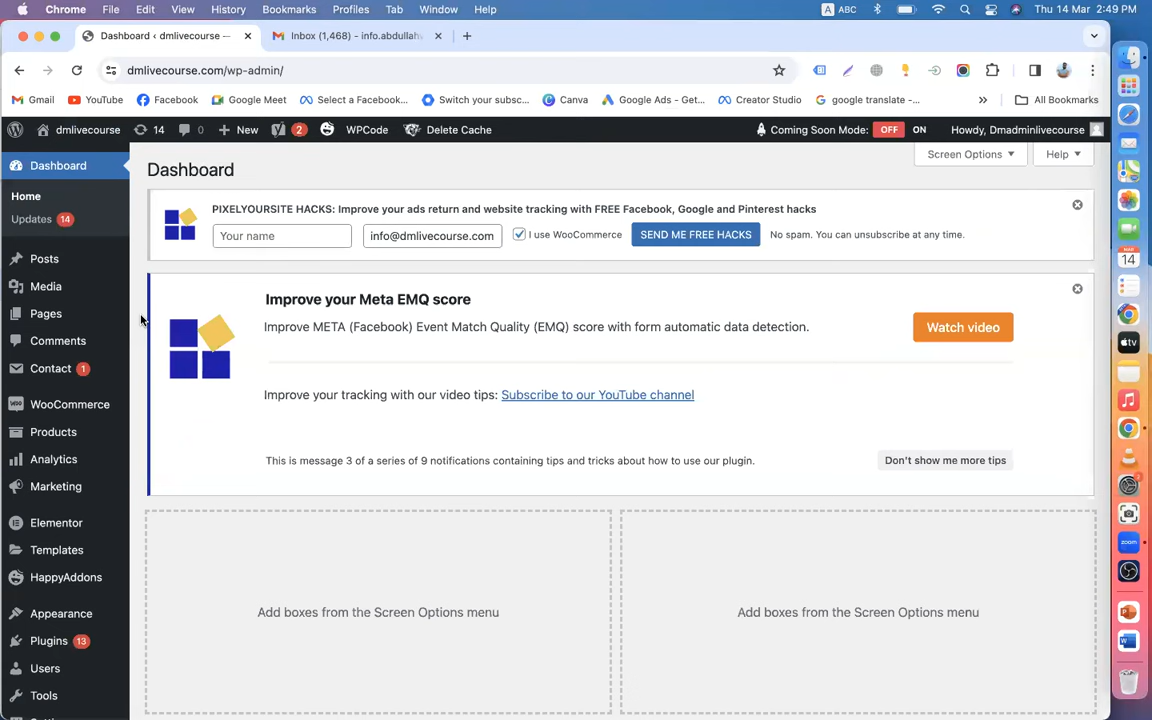 Chrome File Edit View History Bookmarks Profiles Tab Window Help A ABC Thu 14 Mar 2:49 PM
Dashboard ‹ dmlivecourse — Inbox (1,468) - info.abdullah
dmlivecourse.com/wp-admin/
Gmail YouTube Facebook Google Meet Select a Facebook... Switch your subsc... Canva Google Ads - Get... Creator Studio google translate -... » All Bookmarks
dmlivecourse 14 0 New 2 WPCode Delete Cache Coming Soon Mode: OFF ON Howdy, Dmadminlivecourse
Dashboard
Home
Updates 14
Posts
Media
Pages
Comments
Contact 1
WooCommerce
Products
Analytics
Marketing
Elementor
Templates
HappyAddons
Appearance
Plugins 13
Users
Tools
Screen Options Help
Dashboard
PIXELYOURSITE HACKS: Improve your ads return and website tracking with FREE Facebook, Google and Pinterest hacks
Your name info@dmlivecourse.com I use WooCommerce SEND ME FREE HACKS No spam. You can unsubscribe at any time.
Improve your Meta EMQ score
Improve META (Facebook) Event Match Quality (EMQ) score with form automatic data detection.
Watch video
Improve your tracking with our video tips: Subscribe to our YouTube channel
This is message 3 of a series of 9 notifications containing tips and tricks about how to use our plugin.
Don't show me more tips
Add boxes from the Screen Options menu
Add boxes from the Screen Options menu
MAR
14
tv
zoom